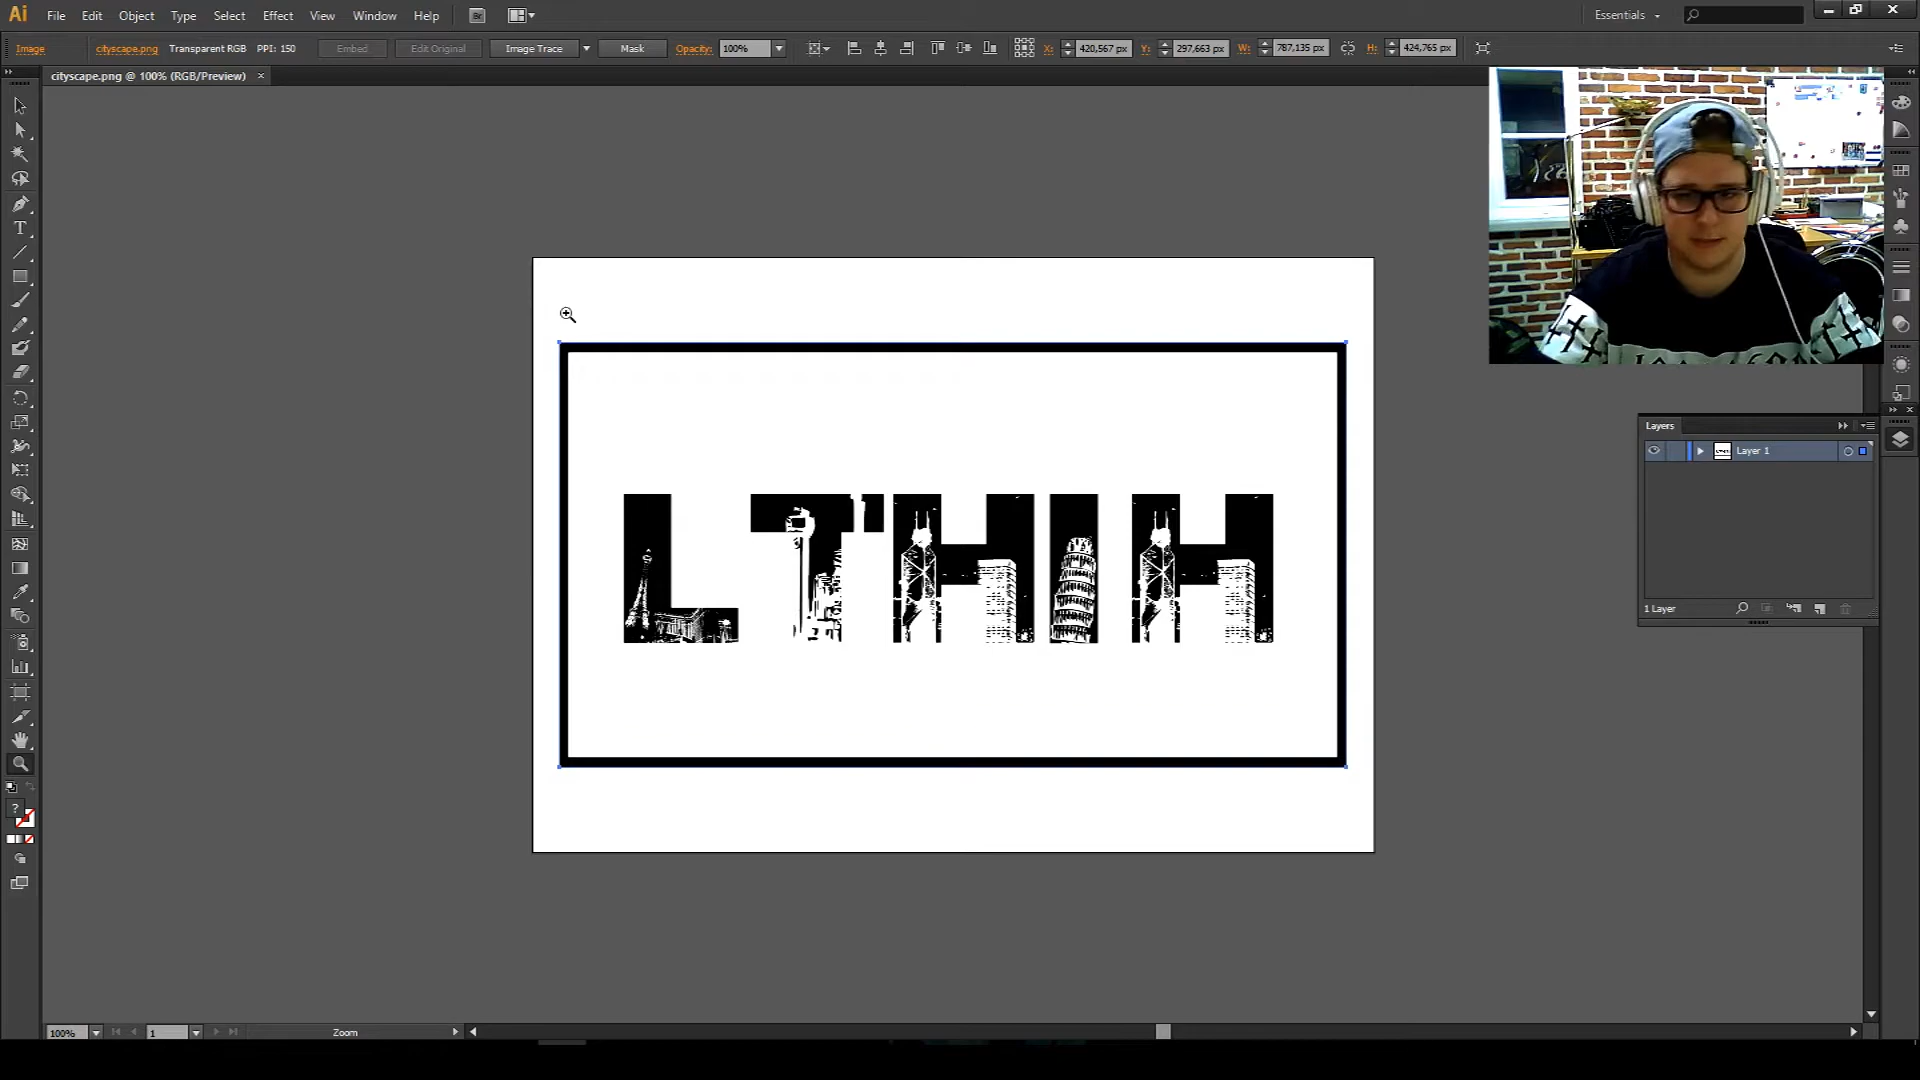 Ai File Edit Object Type Select Effect View Window Help Br Essentials
Image cityscape.png Transparent RGB PPI: 150 Embed Edit Original Image Trace Mask Opacity: 100% X: 420,567 px Y: 297,663 px W: 787,135 px H: 424,765 px
cityscape.png @ 100% (RGB/Preview)
Layers
Layer 1
LTHIH
1 Layer
100% 1 Zoom